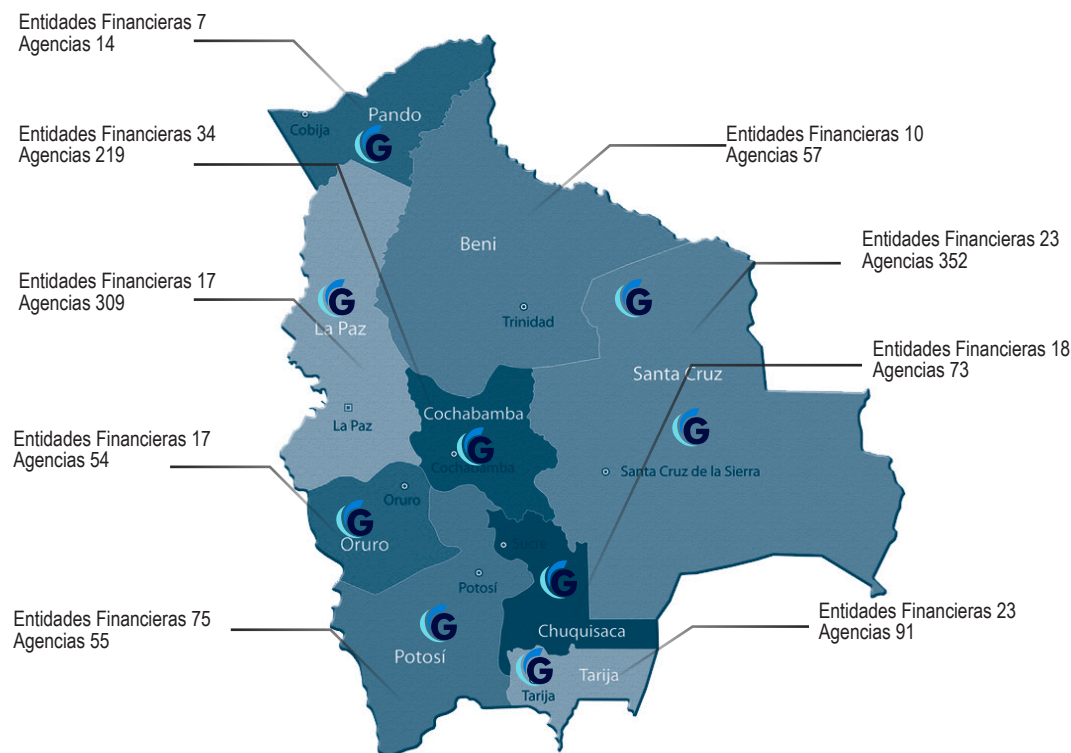 Entidades Financieras 7
Agencias 14
Entidades Financieras 34
Agencias 219
Entidades Financieras 17
Agencias 309
Entidades Financieras 17
Agencias 54
Entidades Financieras 75
Agencias 55
Entidades Financieras 10
Agencias 57
Entidades Financieras 23
Agencias 352
Entidades Financieras 18
Agencias 73
Entidades Financieras 23
Agencias 91
Pando
Cobija
G
Beni
Trinidad
G
G
La Paz
La Paz
Santa Cruz
G
Santa Cruz de la Sierra
Cochabamba
G
Cochabamba
Oruro
G
Oruro
Sucre
Potosí
G
Potosí
G
Chuquisaca
G
Tarija
Tarija